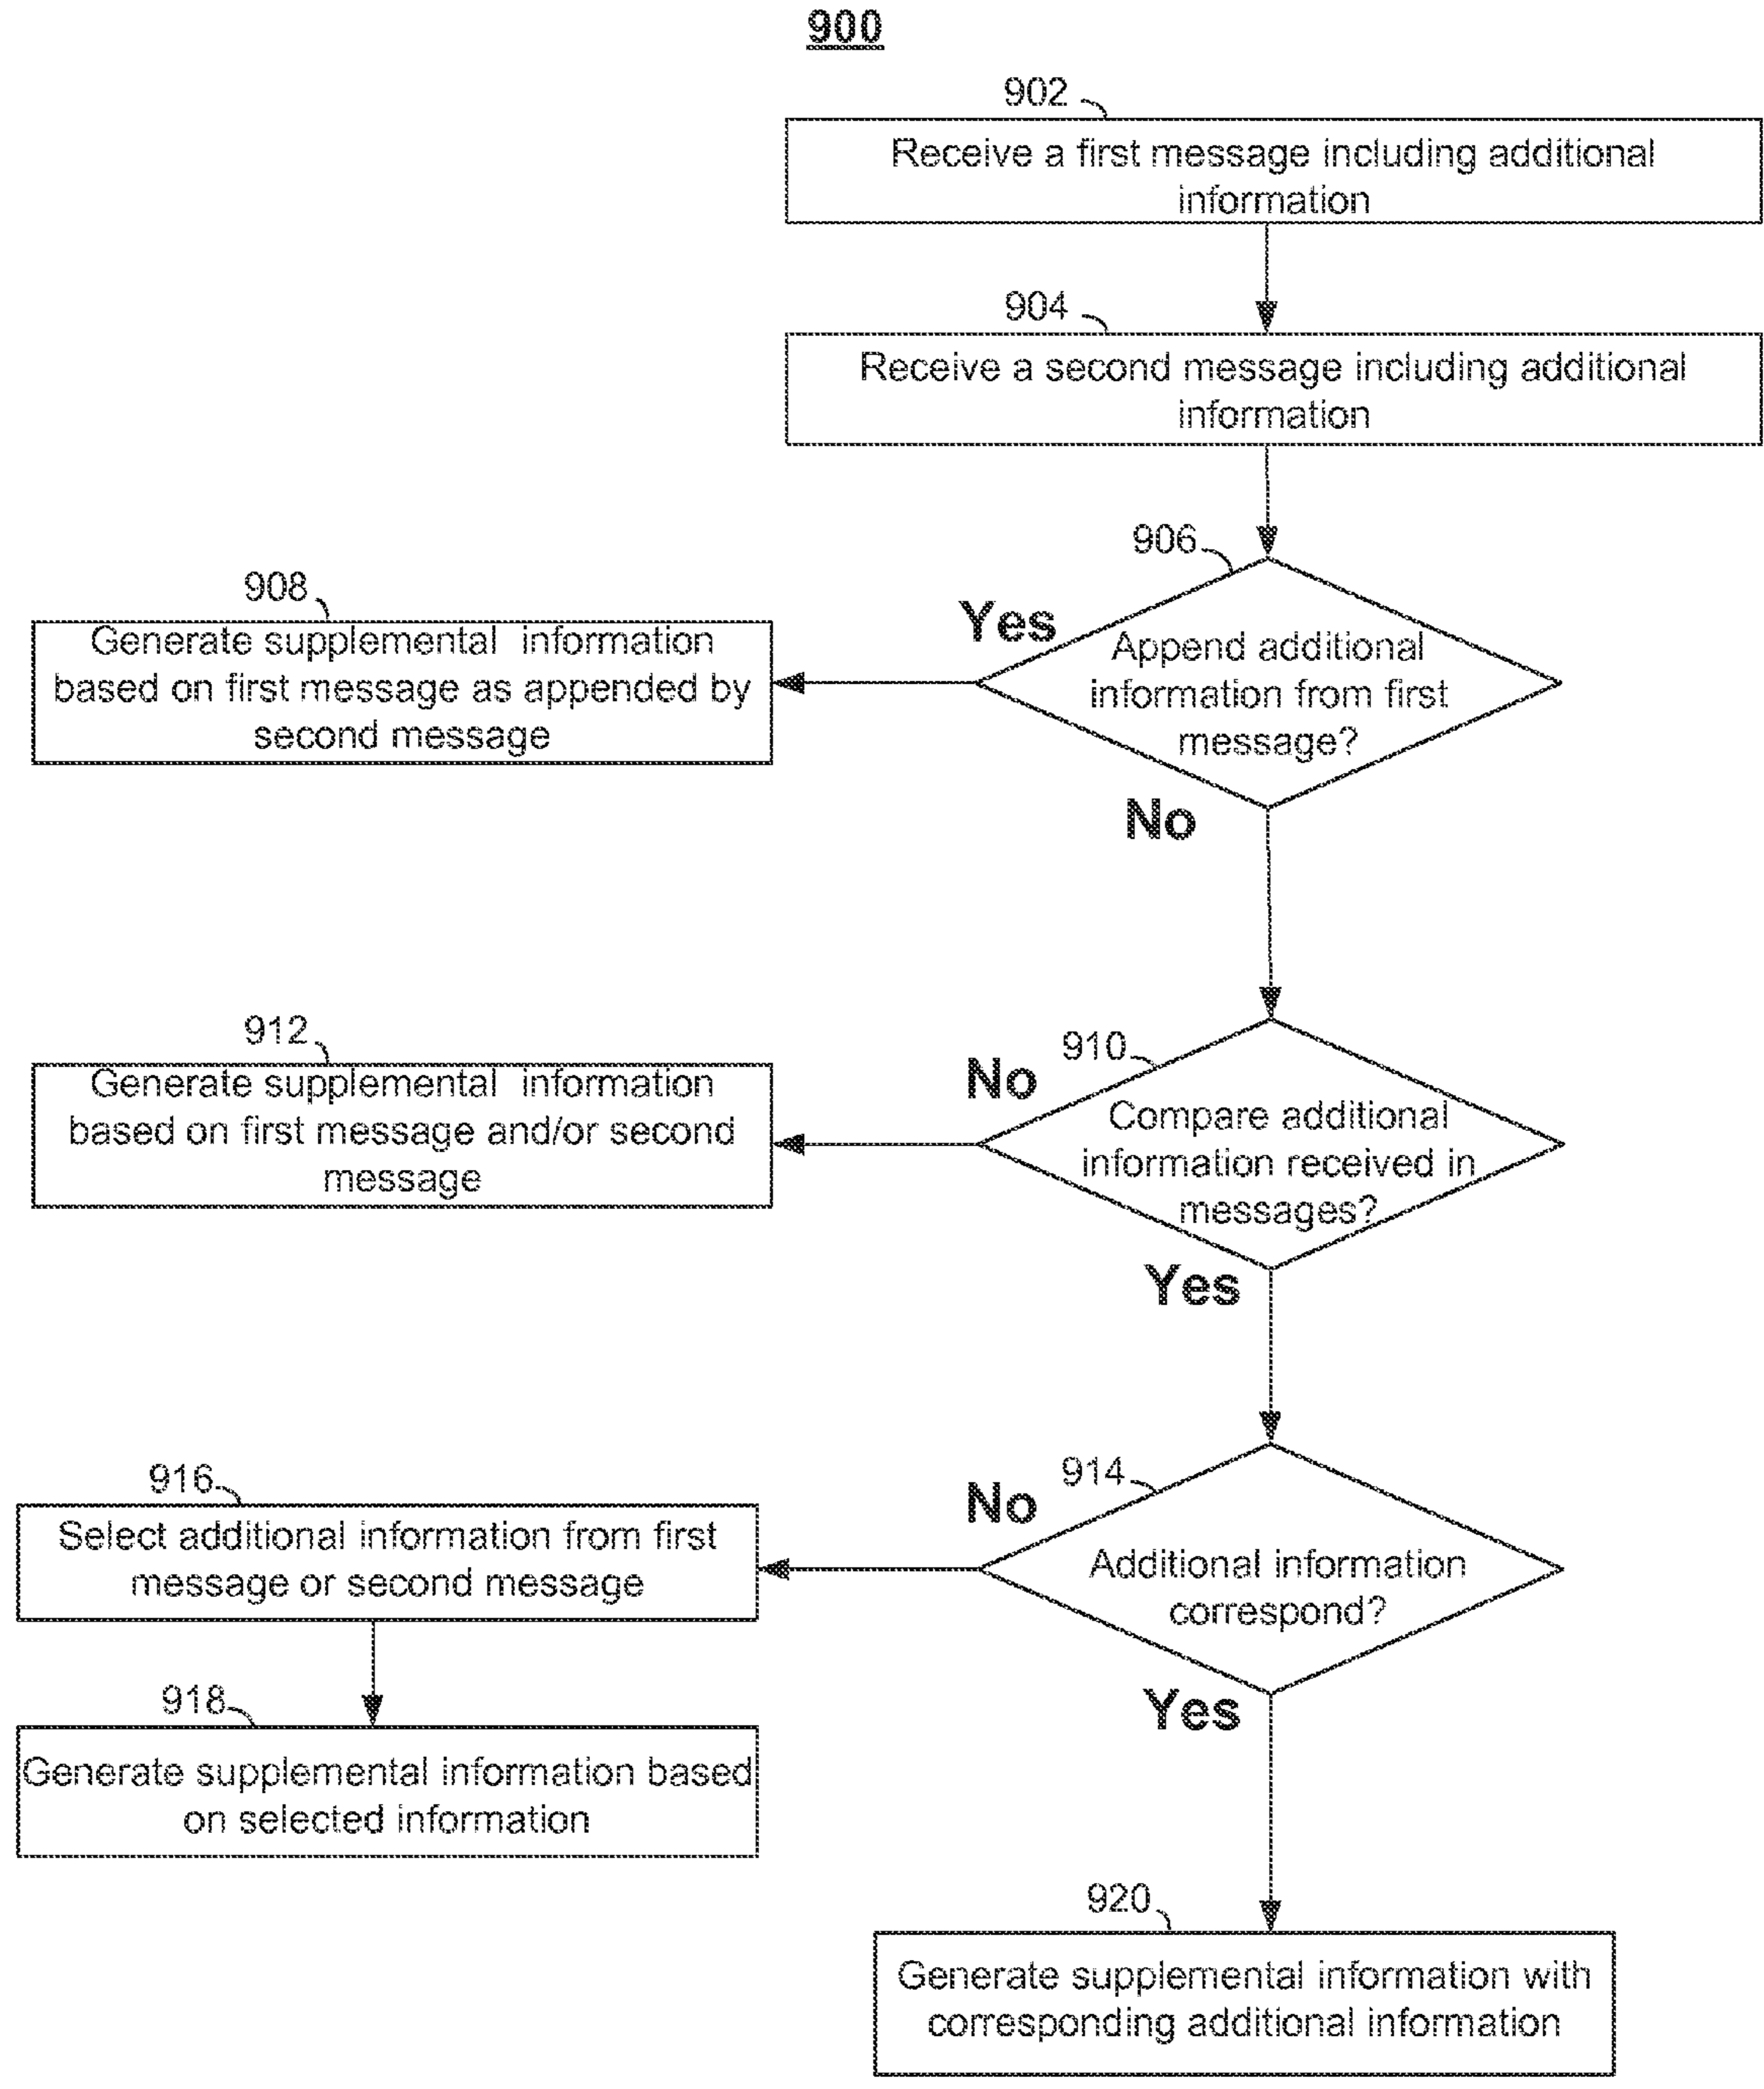 900
902
Receive a first message including additional
information
904
Receive a second message including additional
information
906
Append additional
information from first
message?
Yes
No
908
Generate supplemental information
based on first message as appended by
second message
910
Compare additional
information received in
messages?
No
Yes
912
Generate supplemental information
based on first message and/or second
message
914
Additional information
correspond?
No
Yes
916
Select additional information from first
message or second message
918
Generate supplemental information based
on selected information
920
Generate supplemental information with
corresponding additional information